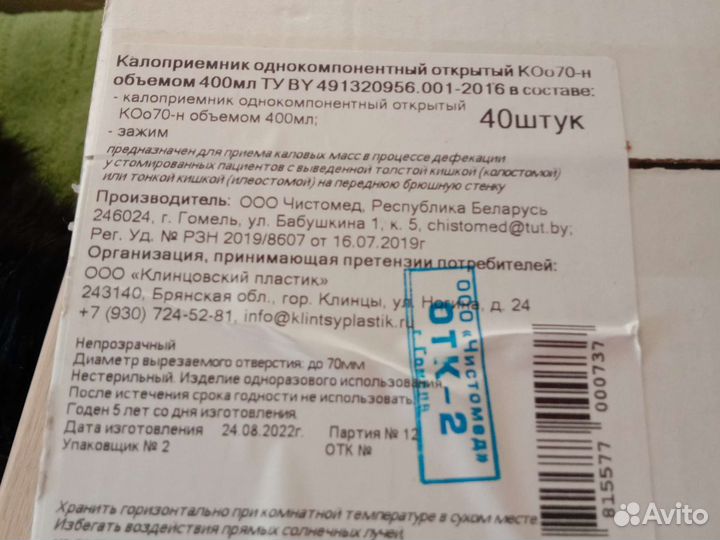 Калоприемник однокомпонентный открытый КОо70-н
объемом 400мл ТУ BY 491320956.001-2016 в составе:
- калоприемник однокомпонентный открытый
КОо70-н объемом 400мл;
40штук
- зажим
предназначен для приема каловых масс в процессе дефекации
у стомированных пациентов с выведенной толстой кишкой (колостомой)
или тонкой кишкой (илеостомой) на переднюю брюшную стенку
Производитель: ООО Чистомед, Республика Беларусь
246024, г. Гомель, ул. Бабушкина 1, к. 5, chistomed@tut.by;
Рег. Уд. № РЗН 2019/8607 от 16.07.2019г
Организация, принимающая претензии потребителей:
ООО «Клинцовский пластик»
243140, Брянская обл., гор. Клинцы, ул. Ногина, д. 24
+7 (930) 724-52-81, info@klintsyplastik.ru
Непрозрачный
Диаметр вырезаемого отверстия: до 70мм
Нестерильный. Изделие одноразового использования.
После истечения срока годности не использовать.
Годен 5 лет со дня изготовления.
Дата изготовления 24.08.2022г. Партия № 12
Упаковщик № 2 ОТК №
ООО «Чистомед»
ОТК-2
г. Гомель
815577 000737
Хранить горизонтально при комнатной температуре в сухом месте.
Избегать воздействия прямых солнечных лучей,
Avito